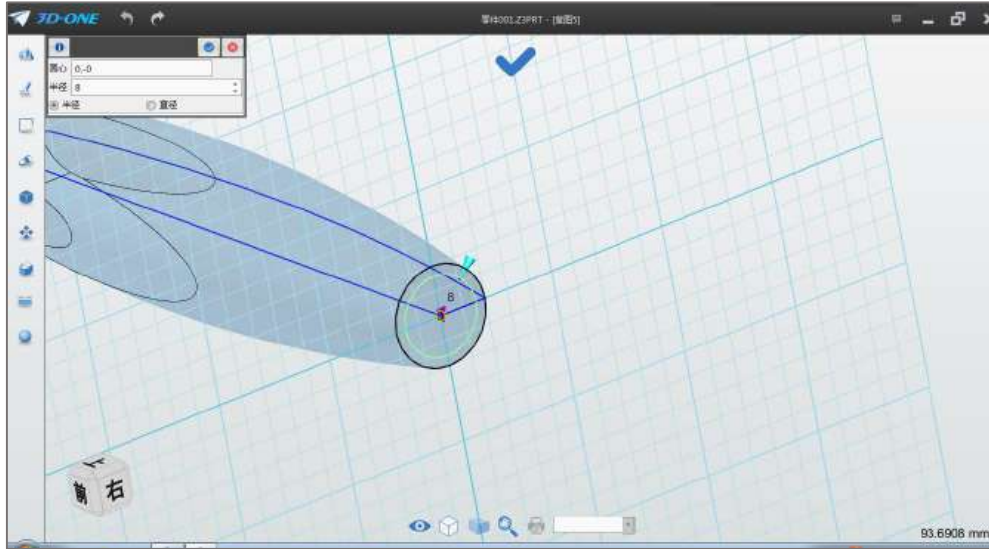 3D-ONE
零件001.Z3PRT - [草图5]
圆心 0,-0
半径 8
半径 直径
8
上
前 右
93.6908 mm